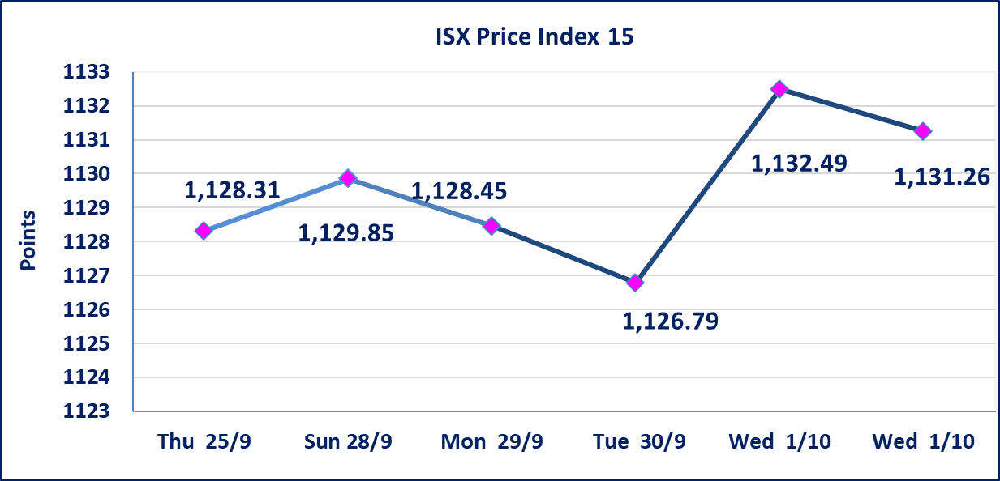 ISX Price Index 15
1133
1132
1131
1130
1129
1128
1127
1126
1125
1124
1123
Points
1,128.31
1,129.85
1,128.45
1,126.79
1,132.49
1,131.26
Thu 25/9
Sun 28/9
Mon 29/9
Tue 30/9
Wed 1/10
Wed 1/10